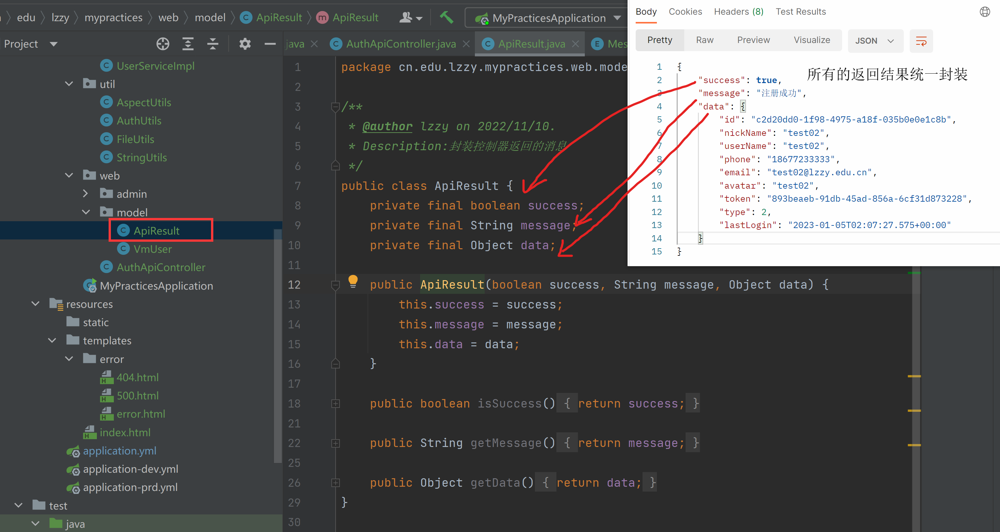 edu lzzy mypractices web model ApiResult ApiResult MyPracticesApplication
Project
java AuthApiController.java ApiResult.java Mes
UserServiceImpl
util
AspectUtils
AuthUtils
FileUtils
StringUtils
web
admin
model
ApiResult
VmUser
AuthApiController
MyPracticesApplication
resources
static
templates
error
404.html
500.html
error.html
index.html
application.yml
application-dev.yml
application-prd.yml
test
java
1 package cn.edu.lzzy.mypractices.web.mode
2
3 /**
4 * @author lzzy on 2022/11/10.
5 * Description:封装控制器返回的消息
6 */
7 public class ApiResult {
8 private final boolean success;
9 private final String message;
10 private final Object data;
11
12 public ApiResult(boolean success, String message, Object data) {
13 this.success = success;
14 this.message = message;
15 this.data = data;
16 }
17
18 public boolean isSuccess() { return success; }
21
22 public String getMessage() { return message; }
25
26 public Object getData() { return data; }
29 }
30
Body Cookies Headers (8) Test Results
Pretty Raw Preview Visualize JSON
1 {
2 "success": true,
所有的返回结果统一封装
3 "message": "注册成功",
4 "data": {
5 "id": "c2d20dd0-1f98-4975-a18f-035b0e0e1c8b",
6 "nickName": "test02",
7 "userName": "test02",
8 "phone": "18677233333",
9 "email": "test02@lzzy.edu.cn",
10 "avatar": "test02",
11 "token": "893beaeb-91db-45ad-856a-6cf31d873228",
12 "type": 2,
13 "lastLogin": "2023-01-05T02:07:27.575+00:00"
14 }
15 }